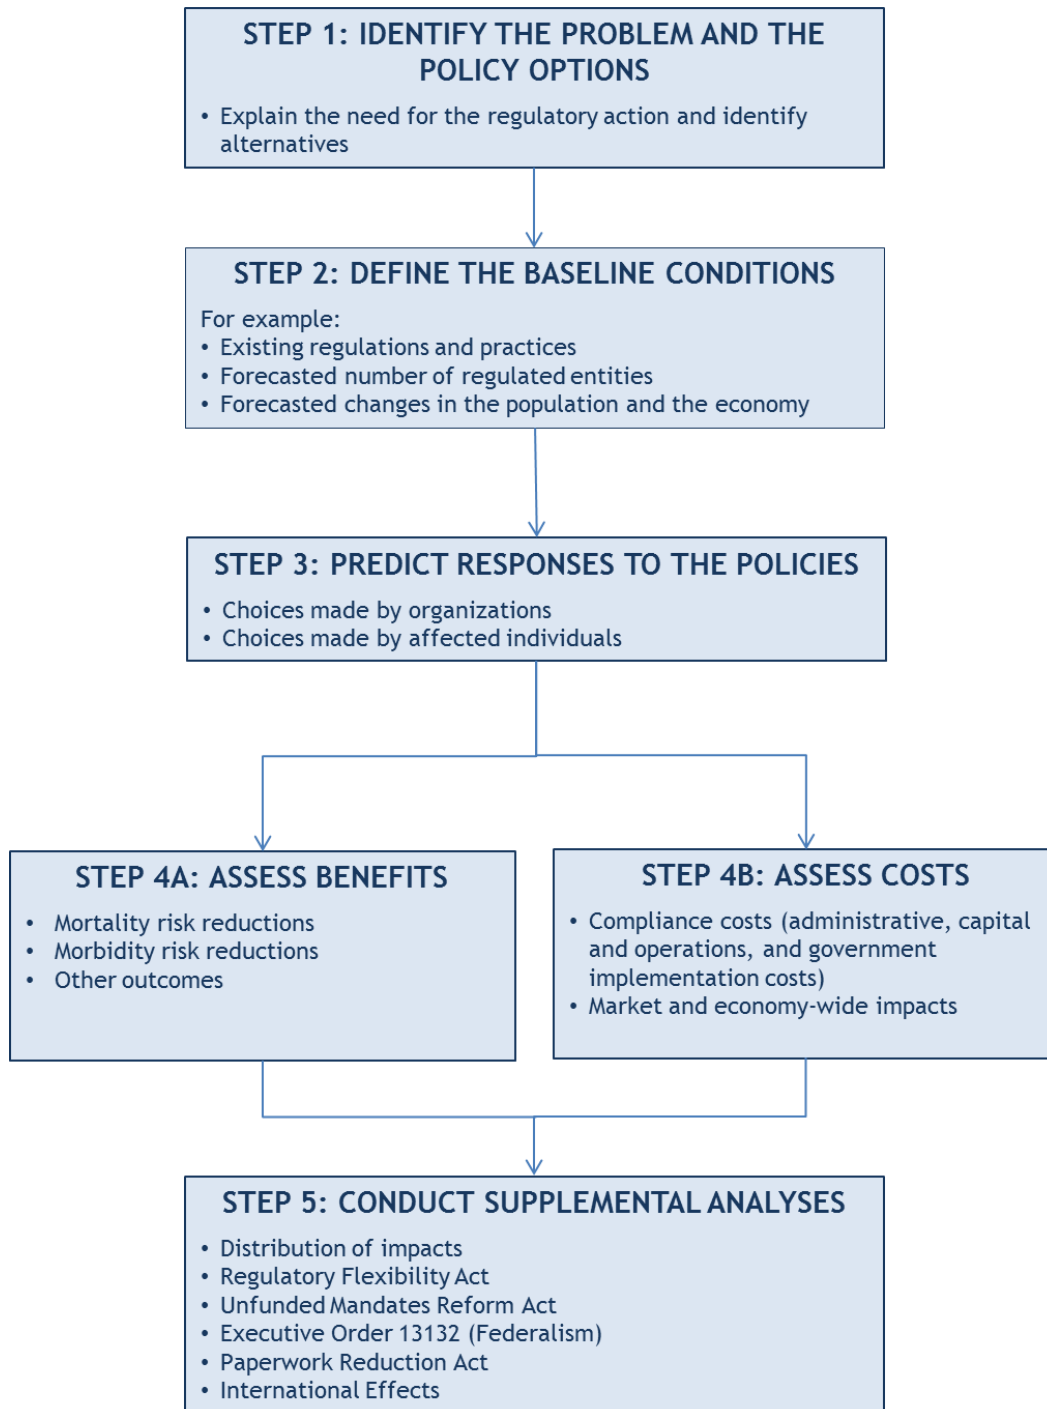 STEP 1: IDENTIFY THE PROBLEM AND THE
POLICY OPTIONS
• Explain the need for the regulatory action and identify
alternatives
STEP 2: DEFINE THE BASELINE CONDITIONS
For example:
• Existing regulations and practices
• Forecasted number of regulated entities
• Forecasted changes in the population and the economy
STEP 3: PREDICT RESPONSES TO THE POLICIES
• Choices made by organizations
• Choices made by affected individuals
STEP 4A: ASSESS BENEFITS
• Mortality risk reductions
• Morbidity risk reductions
• Other outcomes
STEP 4B: ASSESS COSTS
• Compliance costs (administrative, capital
and operations, and government
implementation costs)
• Market and economy-wide impacts
STEP 5: CONDUCT SUPPLEMENTAL ANALYSES
• Distribution of impacts
• Regulatory Flexibility Act
• Unfunded Mandates Reform Act
• Executive Order 13132 (Federalism)
• Paperwork Reduction Act
• International Effects